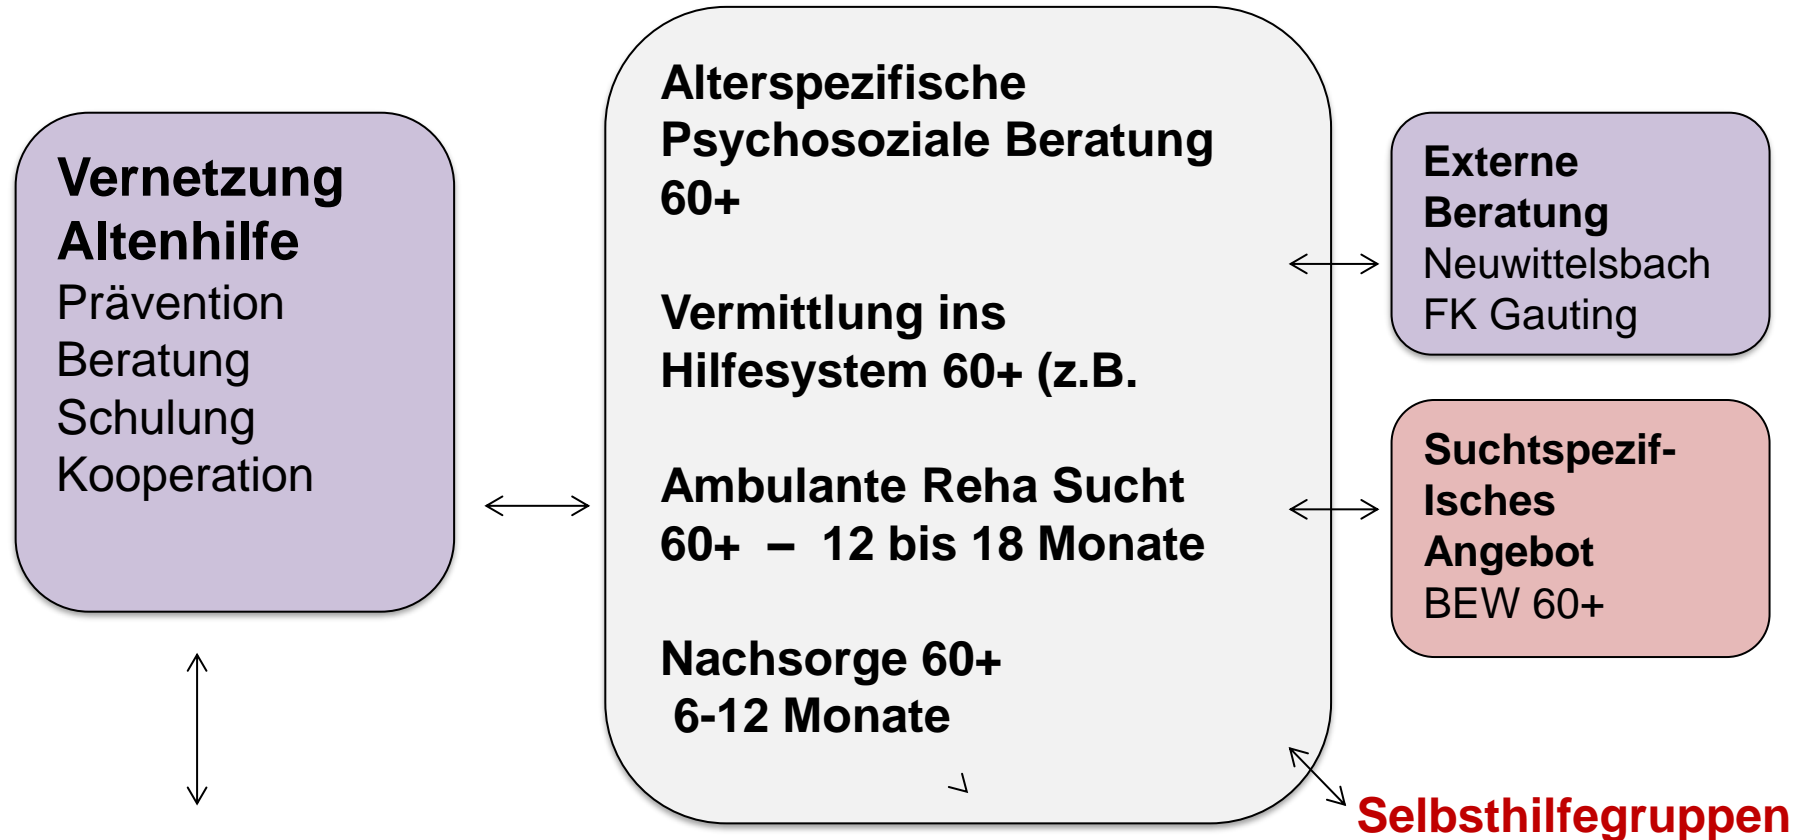 Vernetzung
Altenhilfe
Prävention
Beratung
Schulung
Kooperation
Alterspezifische
Psychosoziale Beratung
60+
Vermittlung ins
Hilfesystem 60+ (z.B.
Ambulante Reha Sucht
60+ – 12 bis 18 Monate
Nachsorge 60+
6-12 Monate
Externe
Beratung
Neuwittelsbach
FK Gauting
Suchtspezif-
Isches
Angebot
BEW 60+
Selbsthilfegruppen